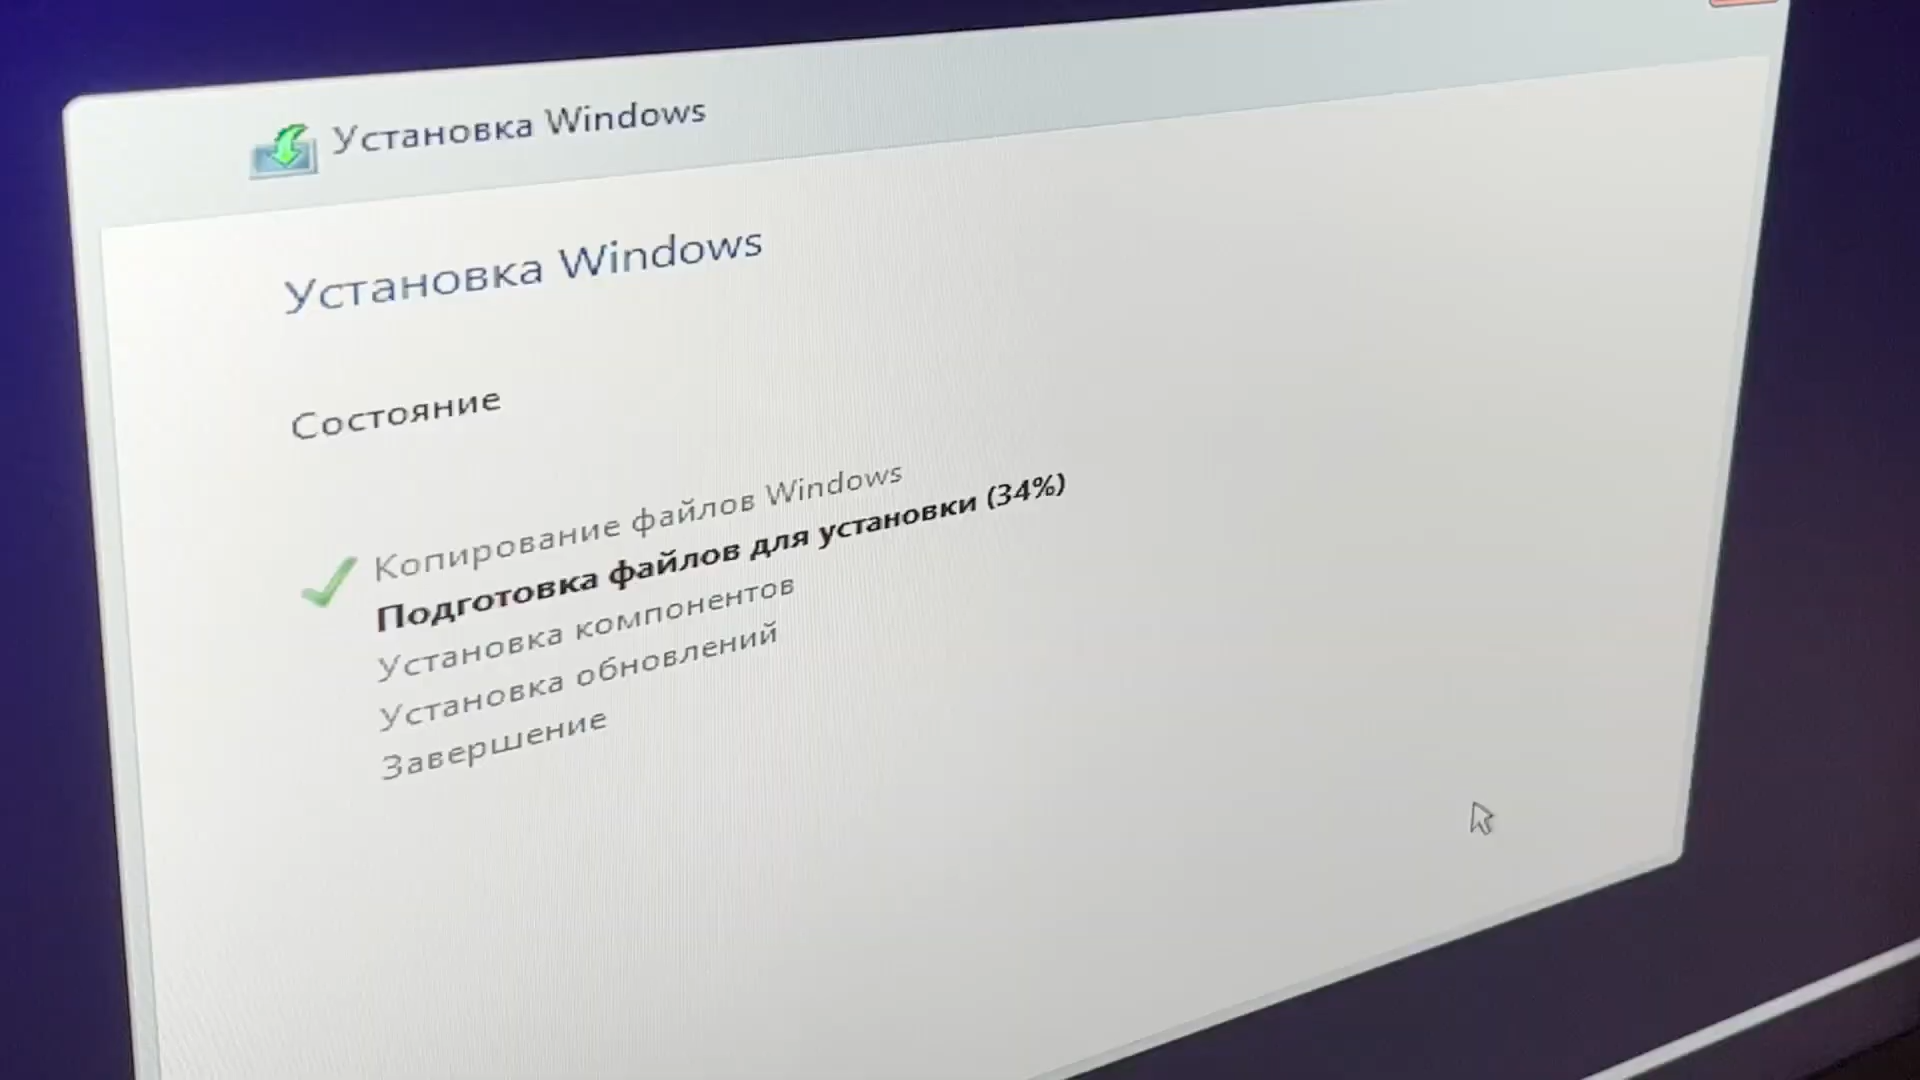 Установка Windows
Установка Windows
Состояние
Копирование файлов Windows
Подготовка файлов для установки (34%)
Установка компонентов
Установка обновлений
Завершение